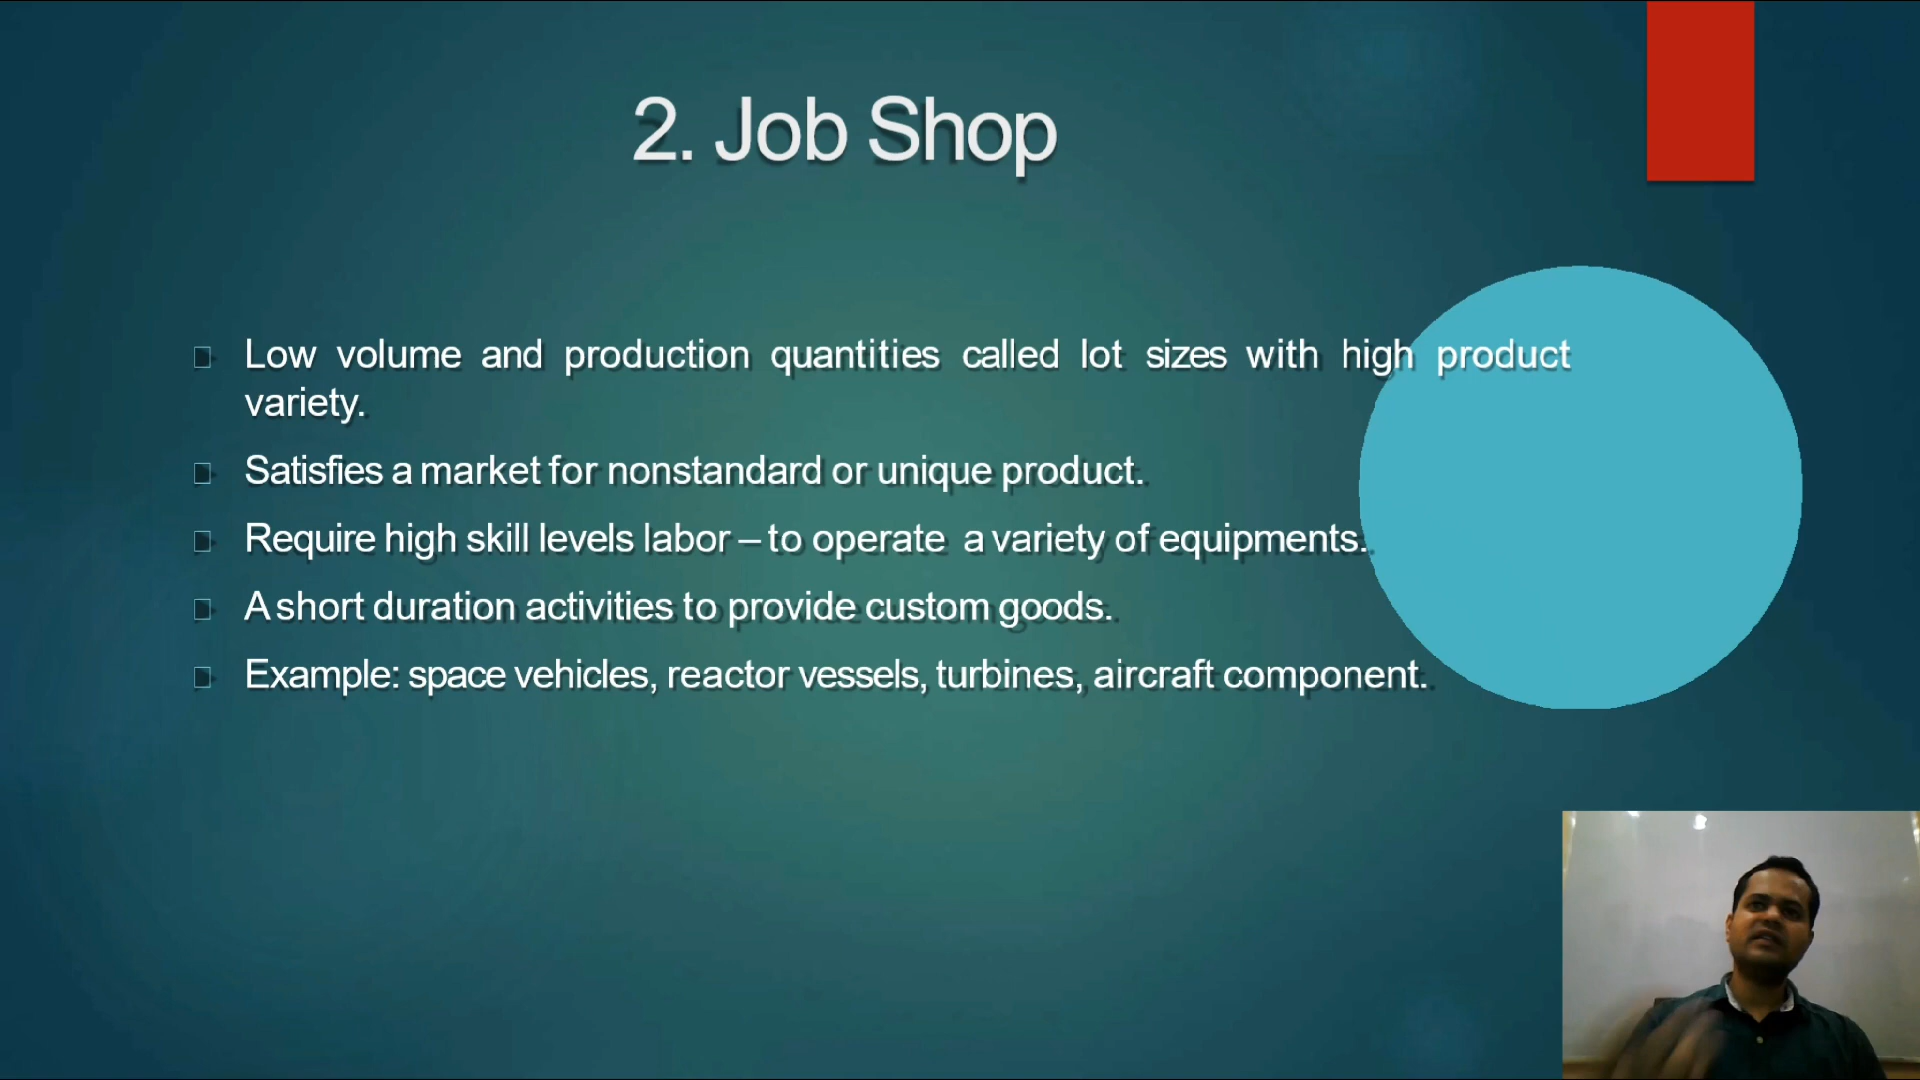 2. Job Shop
Low volume and production quantities called lot sizes with high product
variety.
Satisfies a market for nonstandard or unique product.
Require high skill levels labor – to operate a variety of equipments.
A short duration activities to provide custom goods.
Example: space vehicles, reactor vessels, turbines, aircraft component.